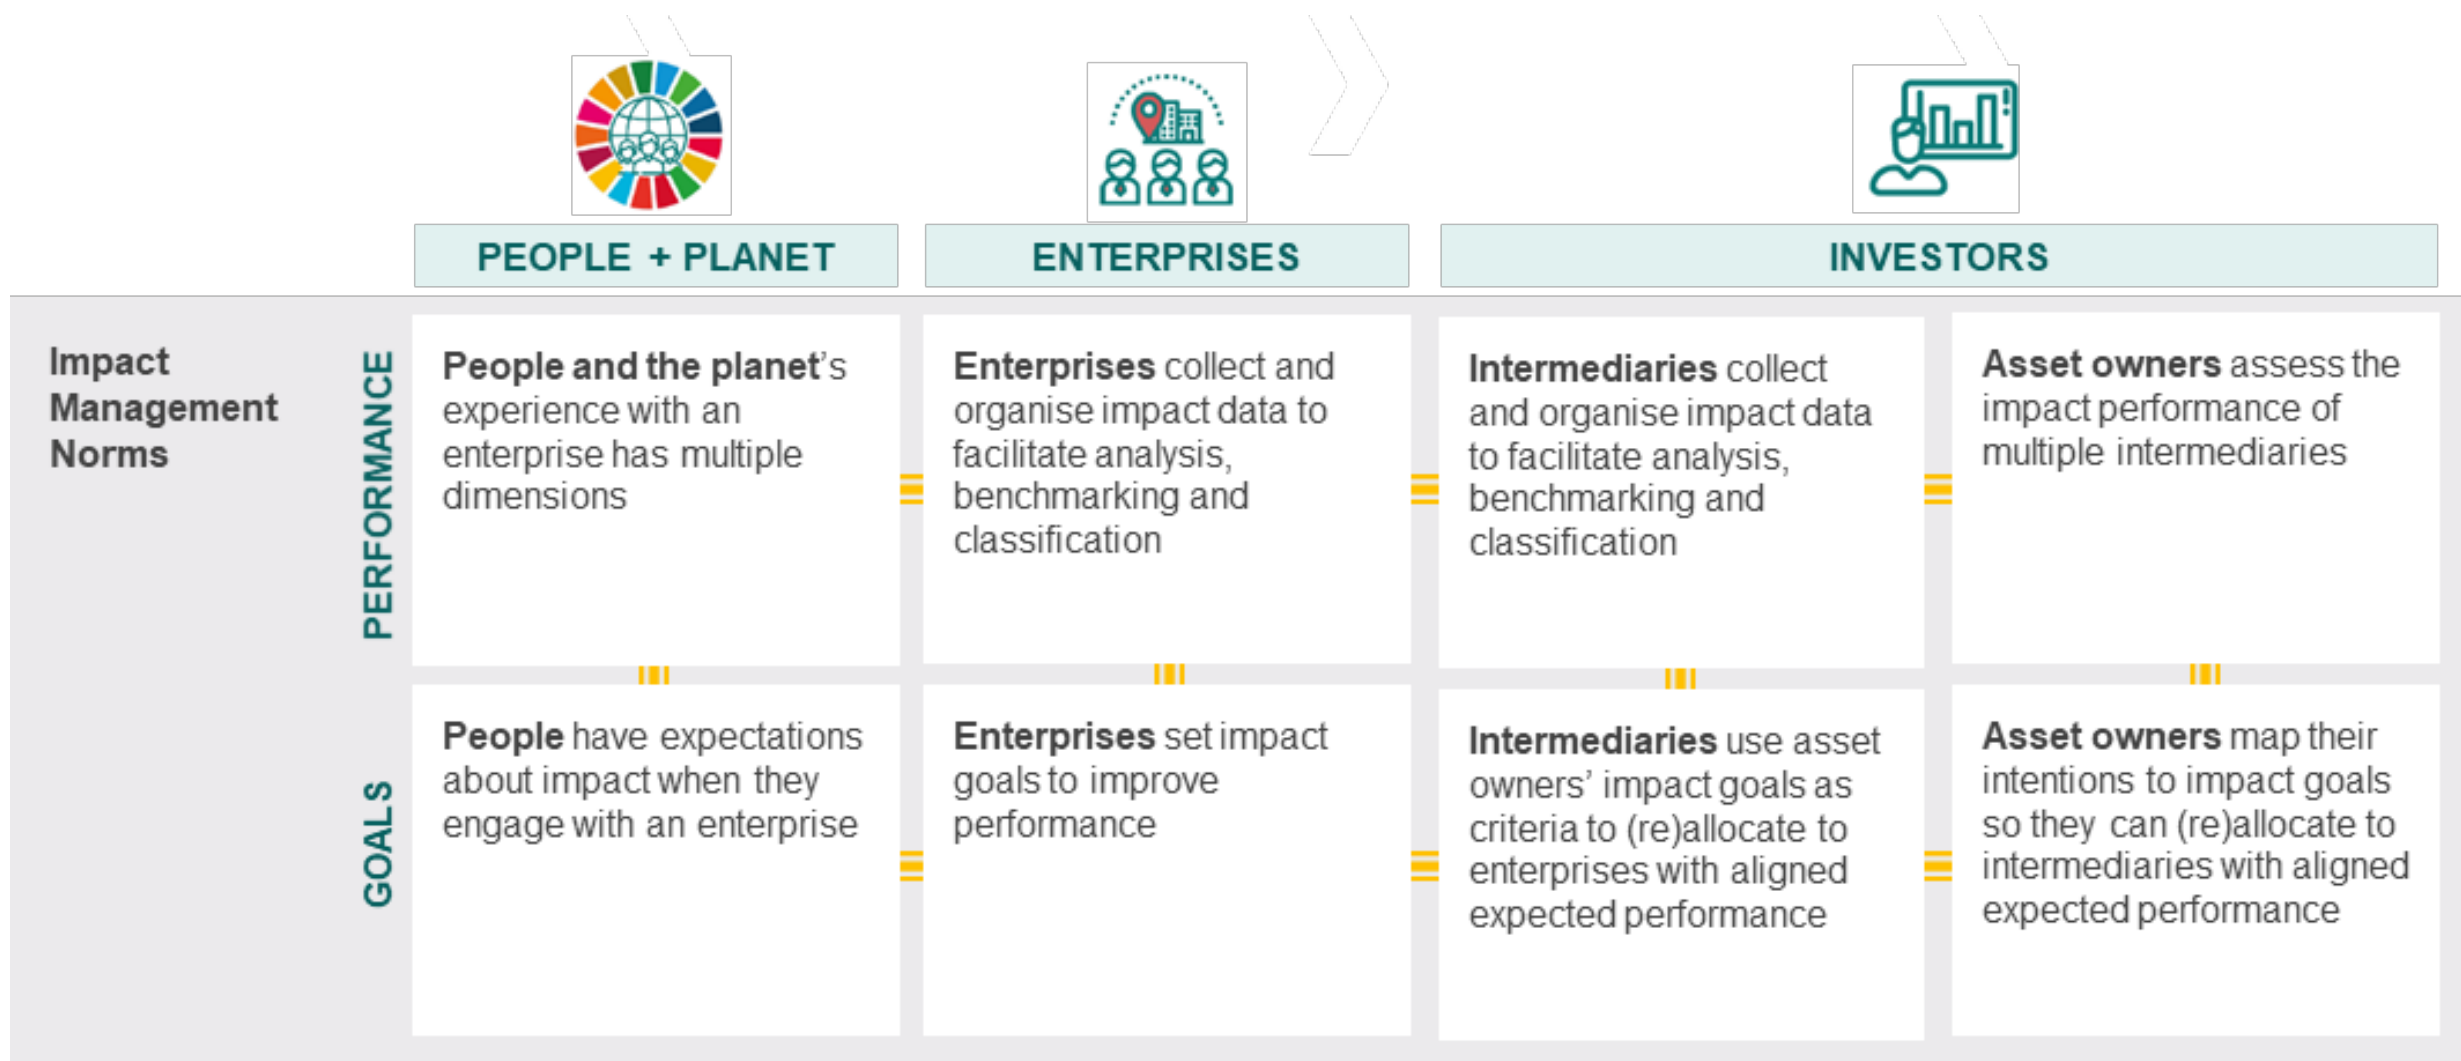 PEOPLE + PLANET
ENTERPRISES
INVESTORS
Impact
Management
Norms
PERFORMANCE
People and the planet's
experience with an
enterprise has multiple
dimensions
Enterprises collect and
organise impact data to
facilitate analysis,
benchmarking and
classification
Intermediaries collect
and organise impact data
to facilitate analysis,
benchmarking and
classification
Asset owners assess the
impact performance of
multiple intermediaries
GOALS
People have expectations
about impact when they
engage with an enterprise
Enterprises set impact
goals to improve
performance
Intermediaries use asset
owners' impact goals as
criteria to (re)allocate to
enterprises with aligned
expected performance
Asset owners map their
intentions to impact goals
so they can (re)allocate to
intermediaries with aligned
expected performance